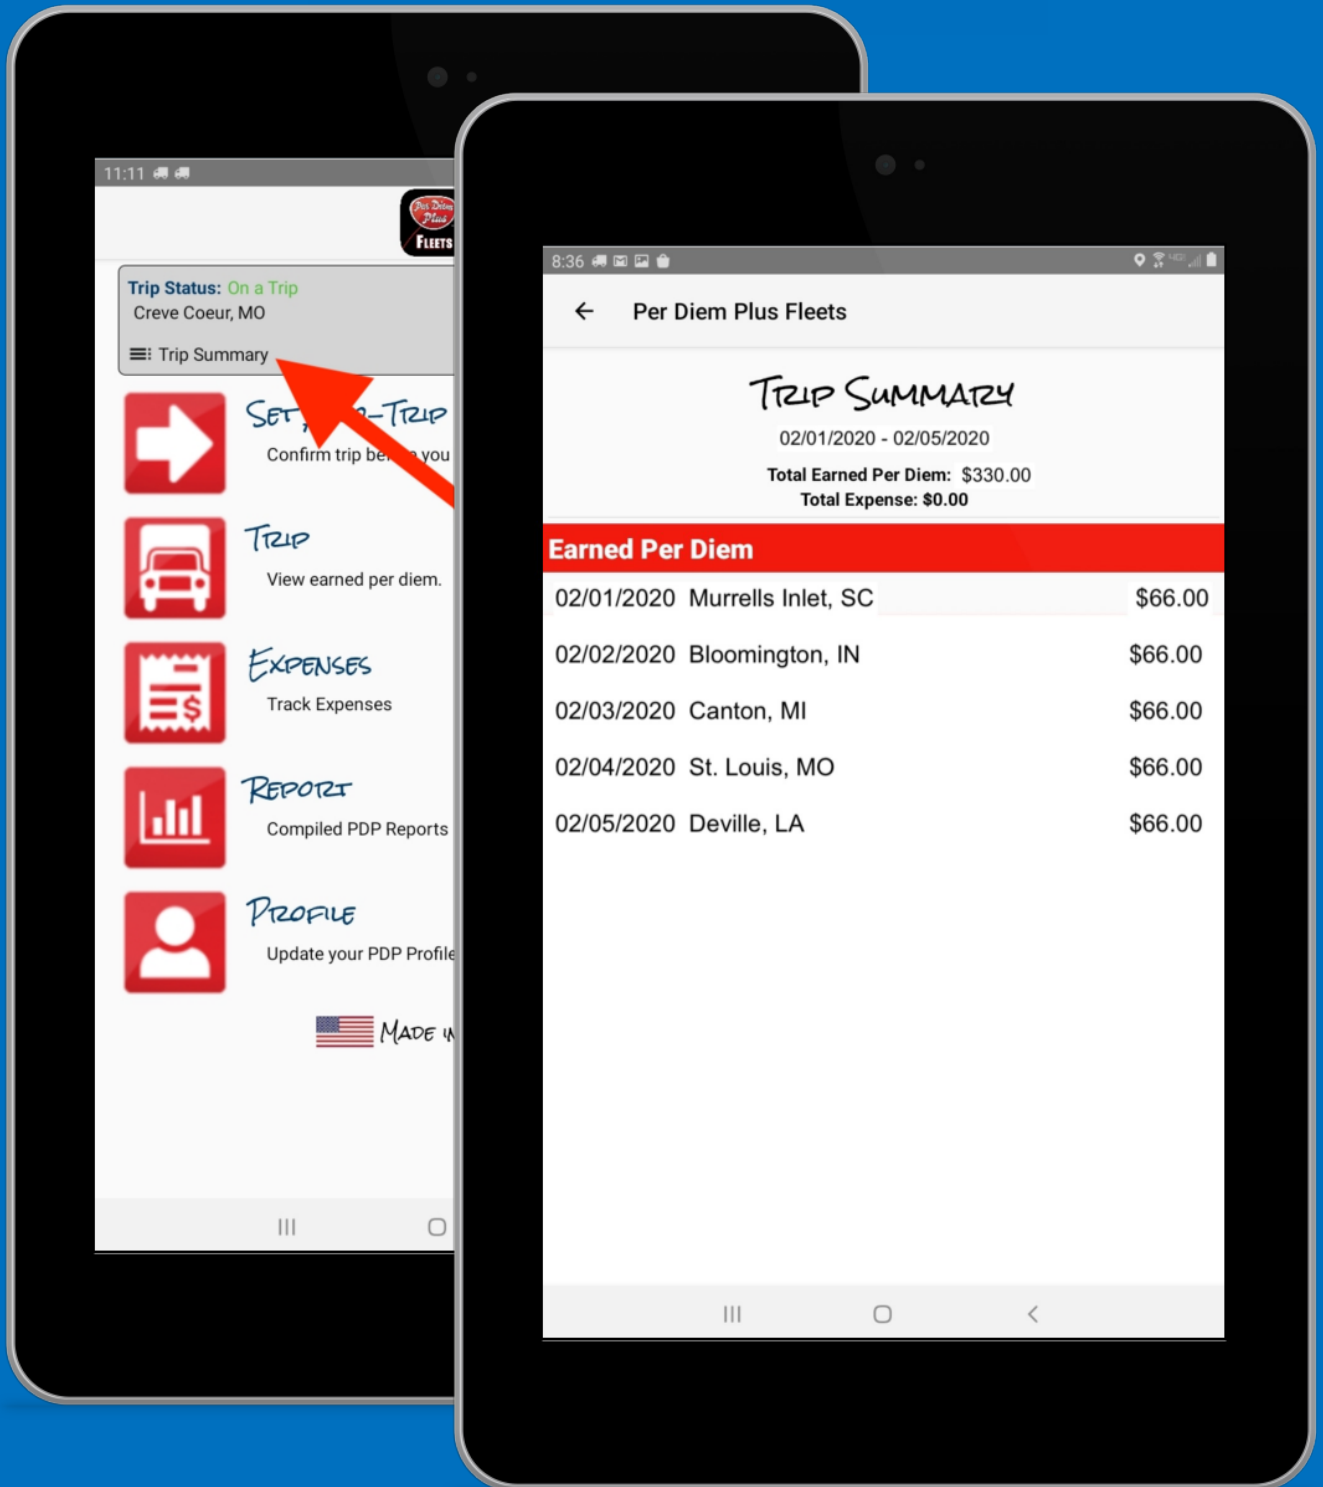 11:11
Per Diem
Plus
FLEETS
Trip Status: On a Trip
Creve Coeur, MO
Trip Summary
SET
-TRIP
Confirm trip
you
TRIP
View earned per diem.
EXPENSES
Track Expenses
$
REPORT
Compiled PDP Reports
PROFILE
Update your PDP Profile
MADE
8:36
Per Diem Plus Fleets
TRIP SUMMARY
02/01/2020 - 02/05/2020
Total Earned Per Diem: $330.00
Total Expense: $0.00
Earned Per Diem
02/01/2020 Murrells Inlet, SC $66.00
02/02/2020 Bloomington, IN $66.00
02/03/2020 Canton, MI $66.00
02/04/2020 St. Louis, MO $66.00
02/05/2020 Deville, LA $66.00